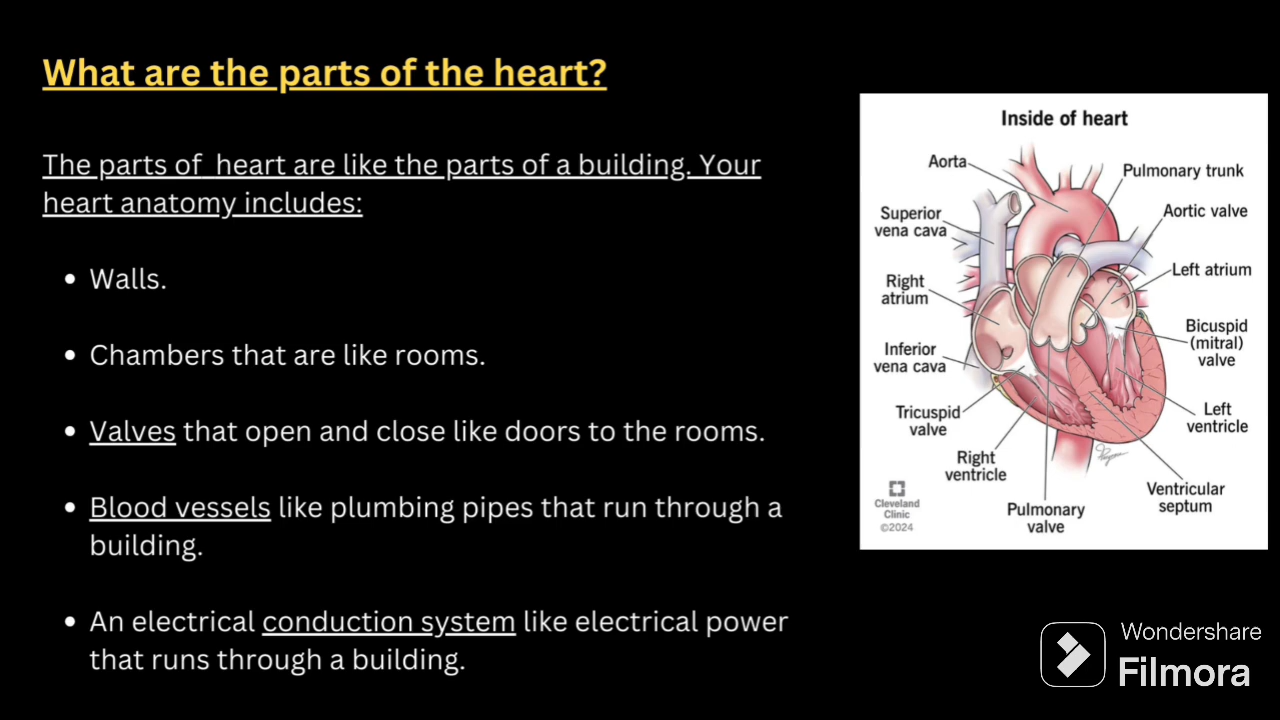 What are the parts of the heart?
The parts of  heart are like the parts of a building. Your
heart anatomy includes:
• Walls.
• Chambers that are like rooms.
• Valves that open and close like doors to the rooms.
• Blood vessels like plumbing pipes that run through a
building.
• An electrical conduction system like electrical power
that runs through a building.
Inside of heart
Aorta
Pulmonary trunk
Superior
vena cava
Aortic valve
Left atrium
Right
atrium
Bicuspid
(mitral)
valve
Inferior
vena cava
Tricuspid
valve
Left
ventricle
Right
ventricle
Ventricular
septum
Pulmonary
valve
Cleveland
Clinic
©2024
Wondershare
Filmora